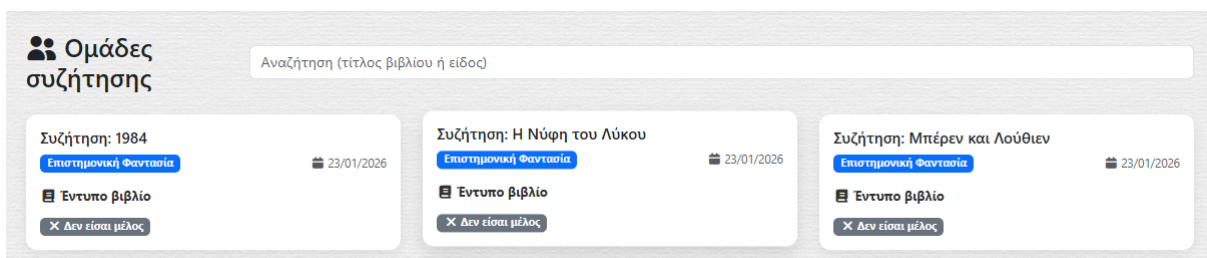 Ομάδες
συζήτησης
Αναζήτηση (τίτλος βιβλίου ή είδος)
Συζήτηση: 1984
Επιστημονική Φαντασία
23/01/2026
Έντυπο βιβλίο
Δεν είσαι μέλος
Συζήτηση: Η Νύφη του Λύκου
Επιστημονική Φαντασία
23/01/2026
Έντυπο βιβλίο
Δεν είσαι μέλος
Συζήτηση: Μπέρεν και Λούθιεν
Επιστημονική Φαντασία
23/01/2026
Έντυπο βιβλίο
Δεν είσαι μέλος